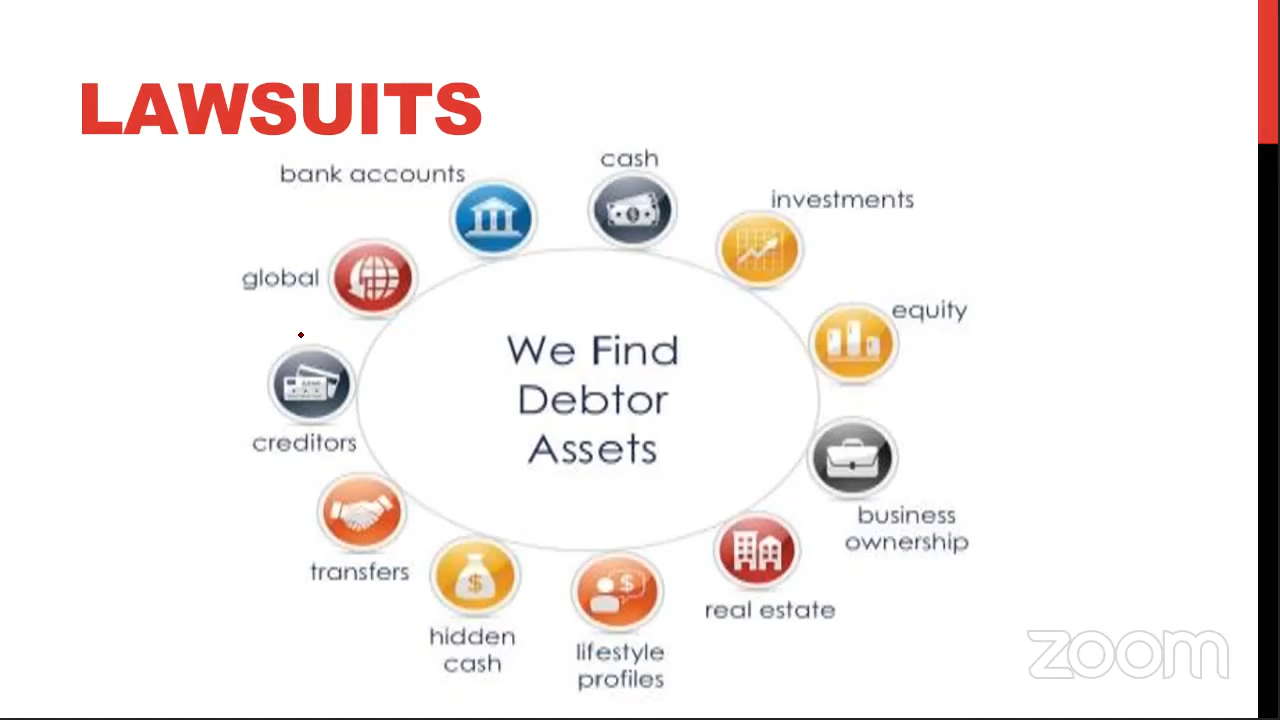 LAWSUITS
cash
bank accounts
investments
global
equity
We Find
Debtor
Assets
creditors
business
ownership
transfers
real estate
hidden
cash
lifestyle
profiles
zoom